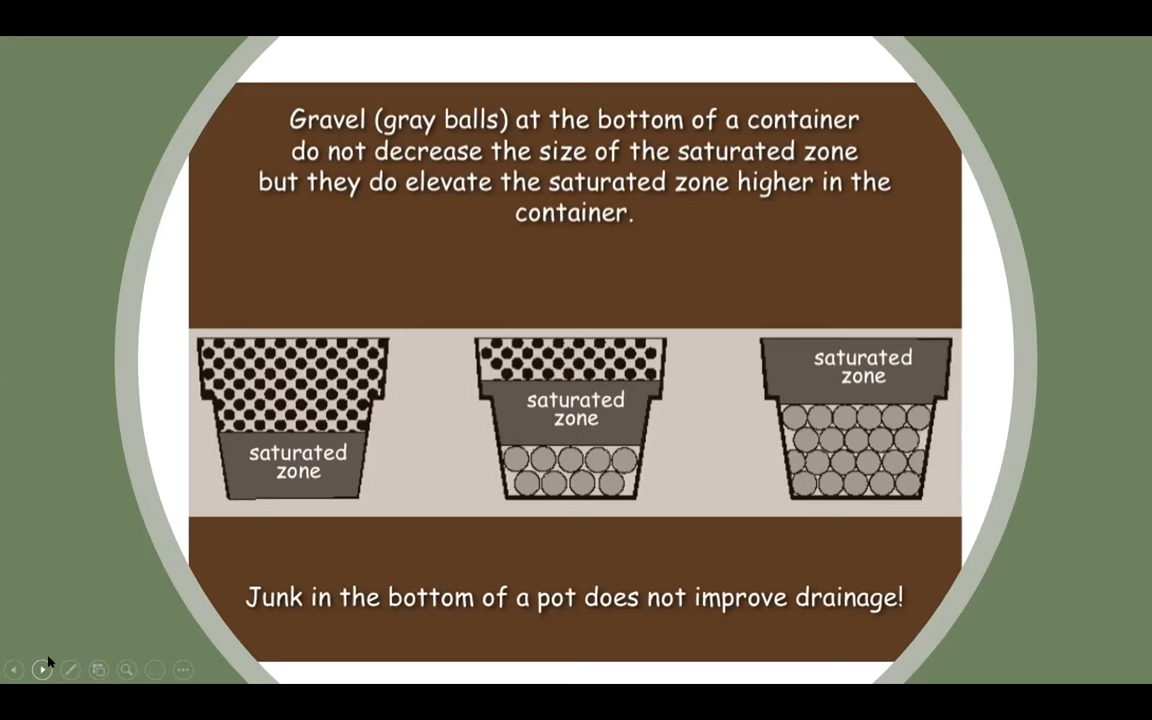 Gravel (gray balls) at the bottom of a container
do not decrease the size of the saturated zone
but they do elevate the saturated zone higher in the
container.
saturated
zone
saturated
zone
saturated
zone
Junk in the bottom of a pot does not improve drainage!